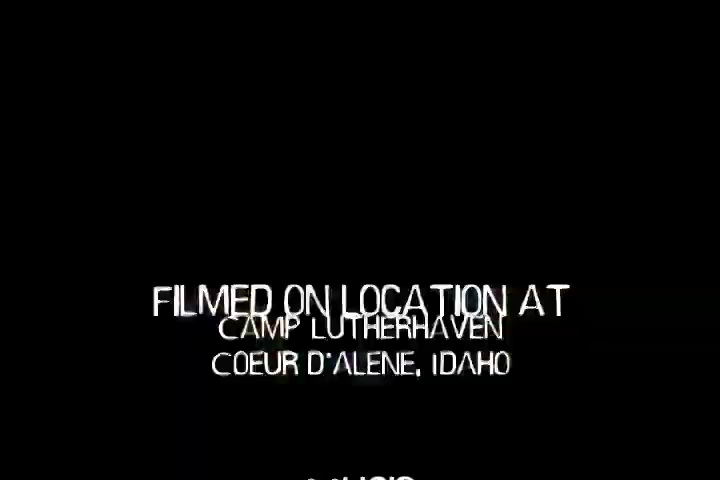 FILMED ON LOCATION AT
CAMP LUTHERHAVEN
COEUR D'ALENE, IDAHO